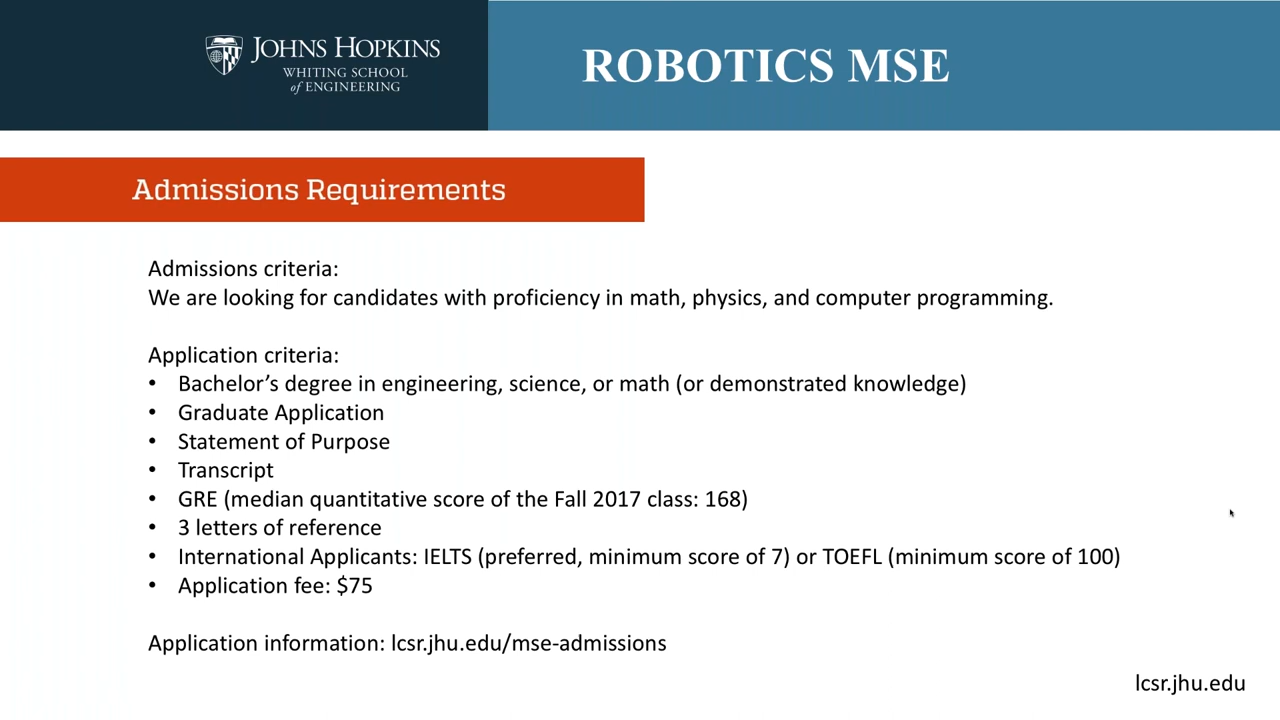 JOHNS HOPKINS
WHITING SCHOOL
of ENGINEERING
ROBOTICS MSE
Admissions Requirements
Admissions criteria:
We are looking for candidates with proficiency in math, physics, and computer programming.
Application criteria:
• Bachelor’s degree in engineering, science, or math (or demonstrated knowledge)
• Graduate Application
• Statement of Purpose
• Transcript
• GRE (median quantitative score of the Fall 2017 class: 168)
• 3 letters of reference
• International Applicants: IELTS (preferred, minimum score of 7) or TOEFL (minimum score of 100)
• Application fee: $75
Application information: lcsr.jhu.edu/mse-admissions
lcsr.jhu.edu